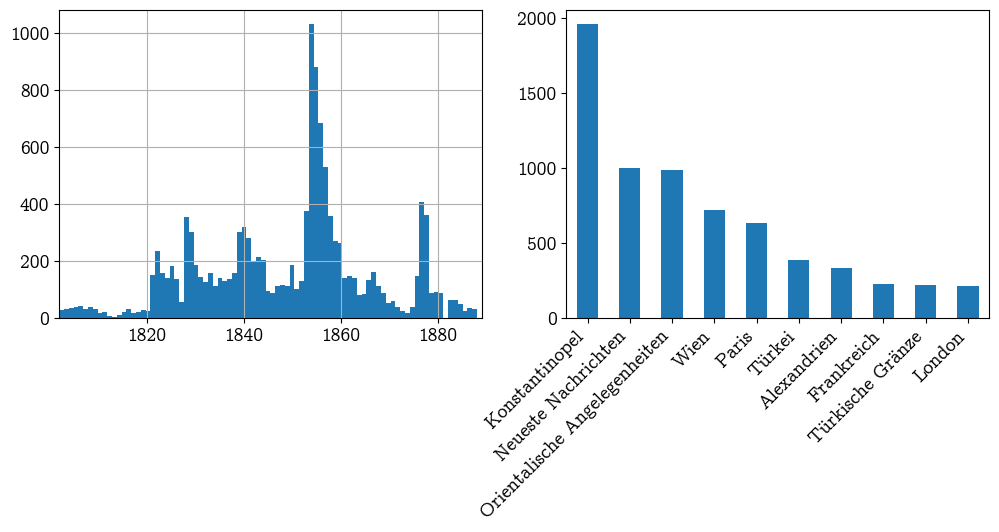 1000
800
600
400
200
0
1820
1840
1860
1880
2000
1500
1000
500
0
Konstantinopel
Neueste Nachrichten
Orientalische Angelegenheiten
Wien
Paris
Türkei
Alexandrien
Frankreich
Türkische Gränze
London